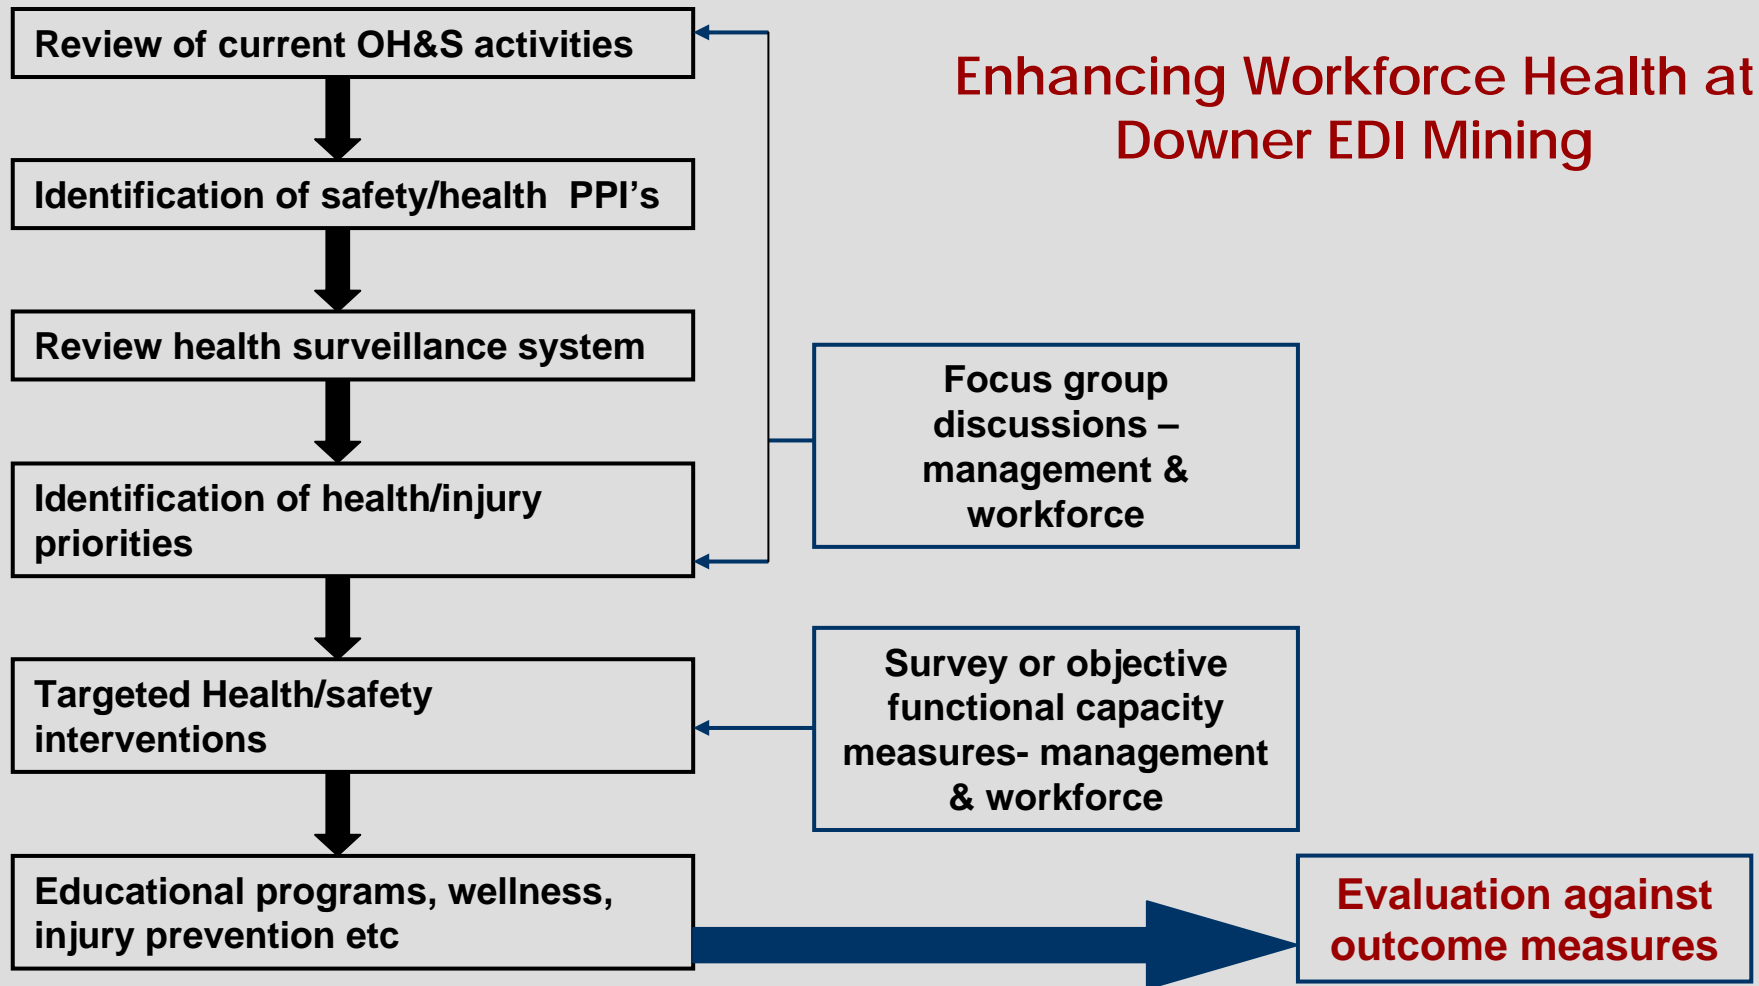 Enhancing Workforce Health at
Downer EDI Mining
Review of current OH&S activities
Identification of safety/health PPI’s
Review health surveillance system
Identification of health/injury
priorities
Targeted Health/safety
interventions
Educational programs, wellness,
injury prevention etc
Focus group
discussions –
management &
workforce
Survey or objective
functional capacity
measures- management
& workforce
Evaluation against
outcome measures